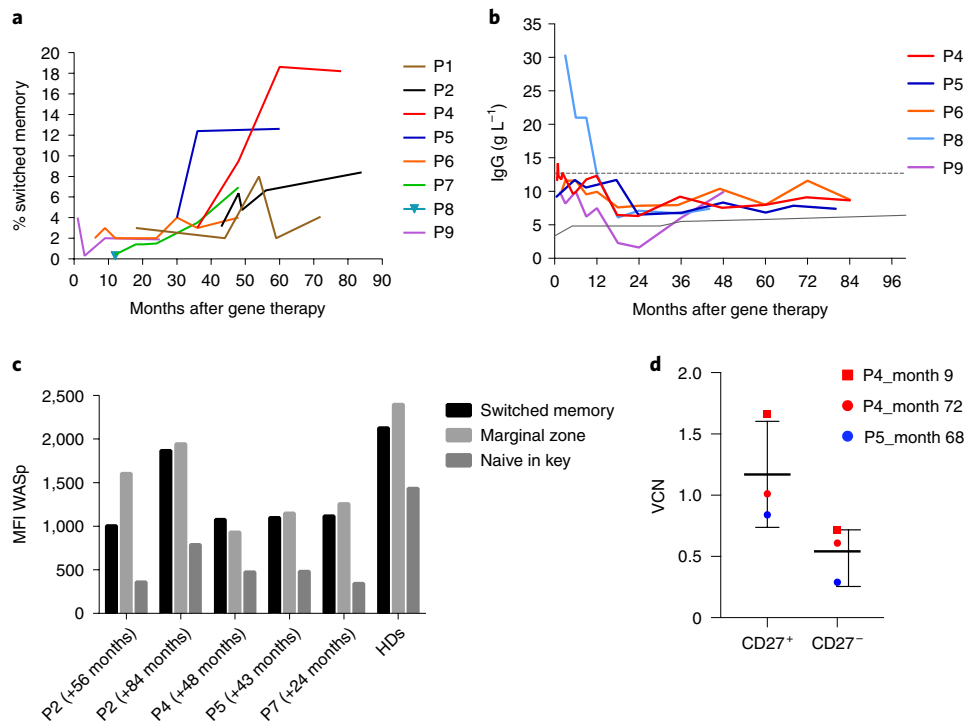 a
% switched memory
20
18
16
14
12
10
8
6
4
2
0
0 10 20 30 40 50 60 70 80 90
Months after gene therapy
P1
P2
P4
P5
P6
P7
P8
P9
b
IgG (g L⁻¹)
35
30
25
20
15
10
5
0
0 12 24 36 48 60 72 84 96
Months after gene therapy
P4
P5
P6
P8
P9
c
MFI WASp
2,500
2,000
1,500
1,000
500
0
P2 (+56 months)
P2 (+84 months)
P4 (+48 months)
P5 (+43 months)
P7 (+24 months)
HDs
Switched memory
Marginal zone
Naive in key
d
VCN
2.0
1.5
1.0
0.5
0
CD27⁺ CD27⁻
P4_month 9
P4_month 72
P5_month 68